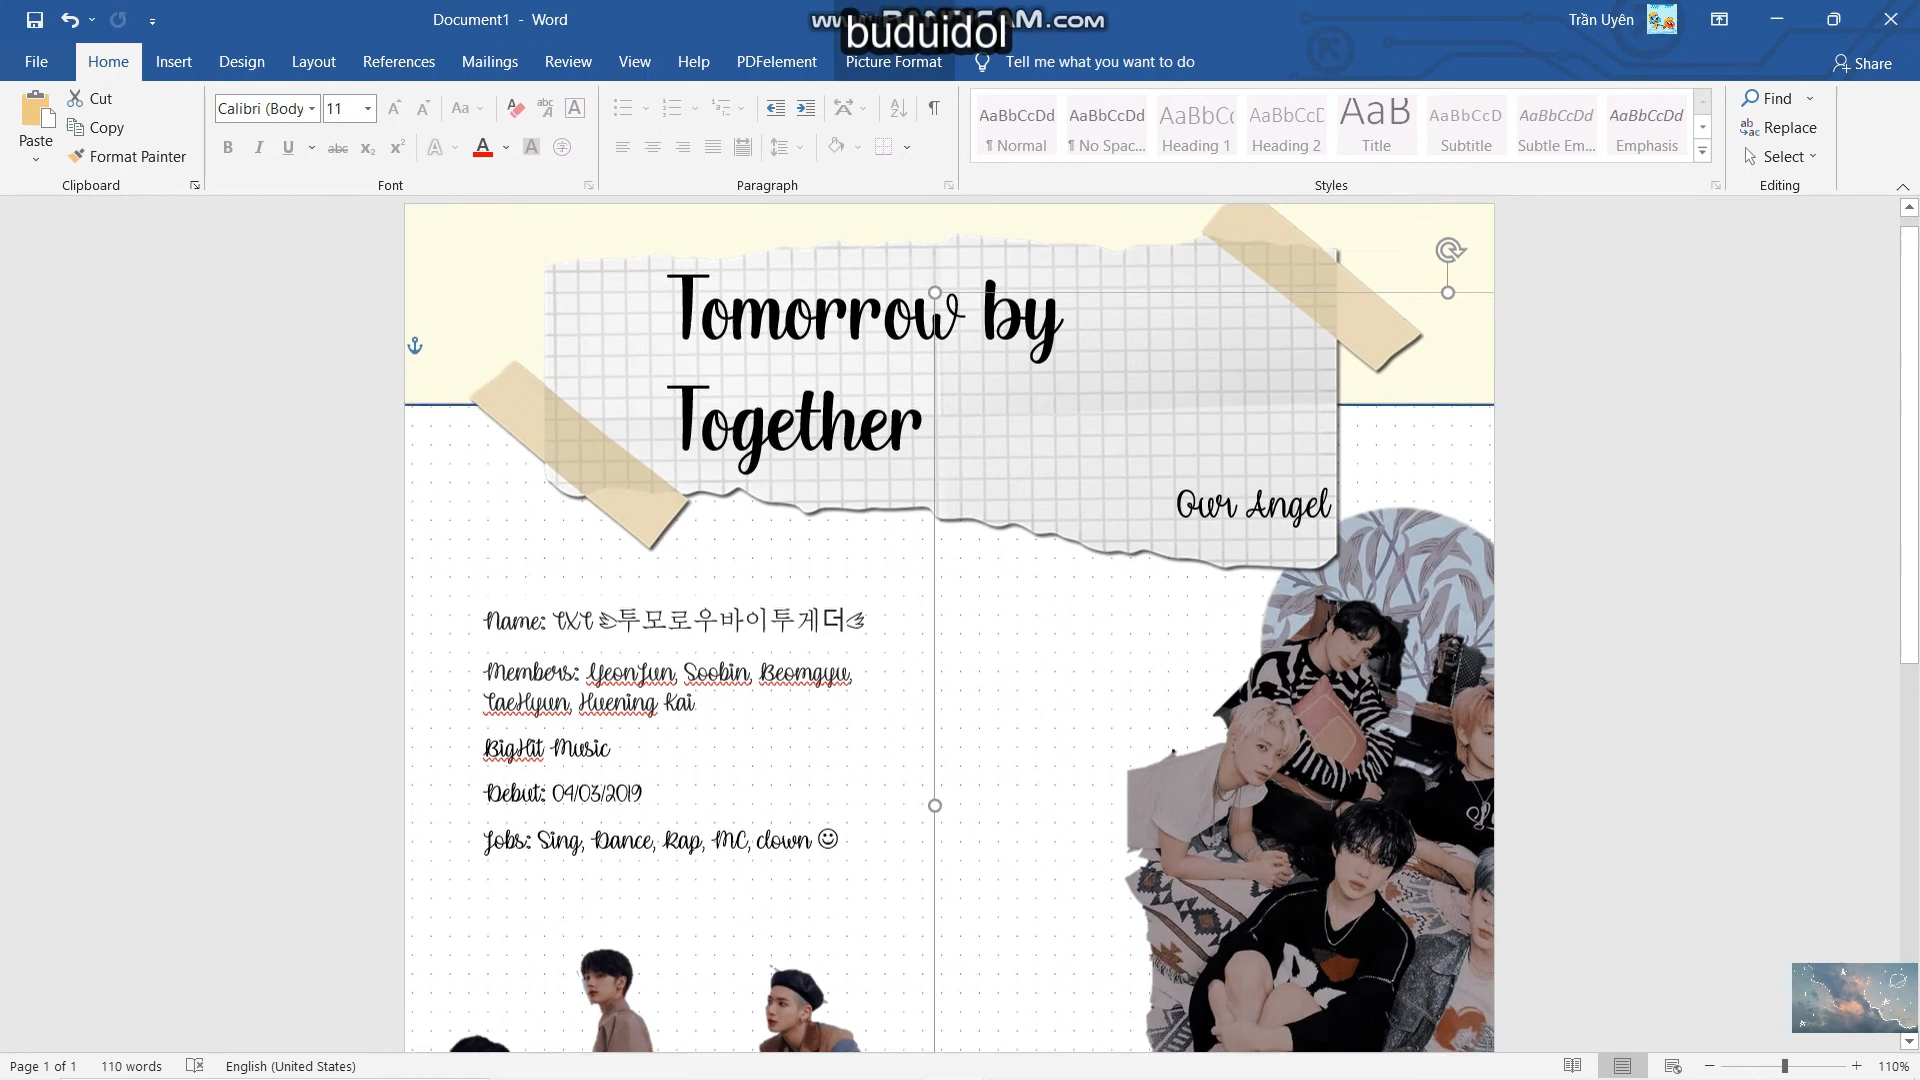 Document1 - Word
www.BANDICAM.COM
buduidol
Trần Uyên
File Home Insert Design Layout References Mailings Review View Help PDFelement Picture Format Tell me what you want to do Share
Paste
Cut
Copy
Format Painter
Clipboard
Calibri (Body 11
Font
Paragraph
AaBbCcDd ¶ Normal
AaBbCcDd ¶ No Spac...
AaBbCc Heading 1
AaBbCcD Heading 2
AaB Title
AaBbCcD Subtitle
AaBbCcDd Subtle Em...
AaBbCcDd Emphasis
Styles
Find
Replace
Select
Editing
Tomorrow by
Together
Our Angel
Name: TXT 투모로우바이투게더
Members: YeonJun, Soobin, Beomgyu,
TaeHyun, Huening Kai
BigHit Music
Debut: 04/03/2019
Jobs: Sing, Dance, Rap, MC, clown ☺
Page 1 of 1 110 words English (United States) 110%